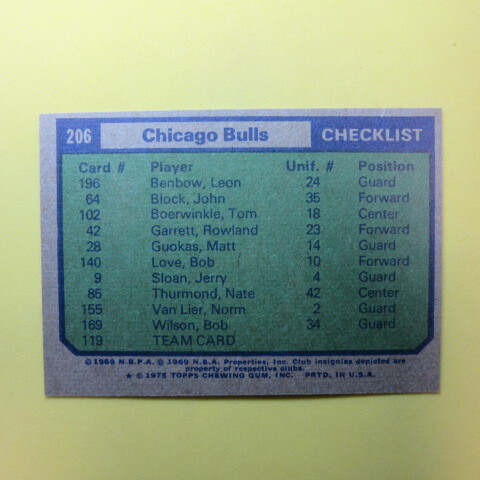 206 Chicago Bulls CHECKLIST
Card # Player Unif. # Position
196 Benbow, Leon 24 Guard
64 Block, John 35 Forward
102 Boerwinkle, Tom 18 Center
42 Garrett, Rowland 23 Forward
28 Guokas, Matt 14 Guard
140 Love, Bob 10 Forward
9 Sloan, Jerry 4 Guard
85 Thurmond, Nate 42 Center
155 Van Lier, Norm 2 Guard
169 Wilson, Bob 34 Guard
119 TEAM CARD
© 1969 N.B.P.A. © 1969 N.B.A. Properties, Inc. Club insignias depicted are
property of respective clubs.
★ © 1975 TOPPS CHEWING GUM, INC. PRTD. IN U.S.A.